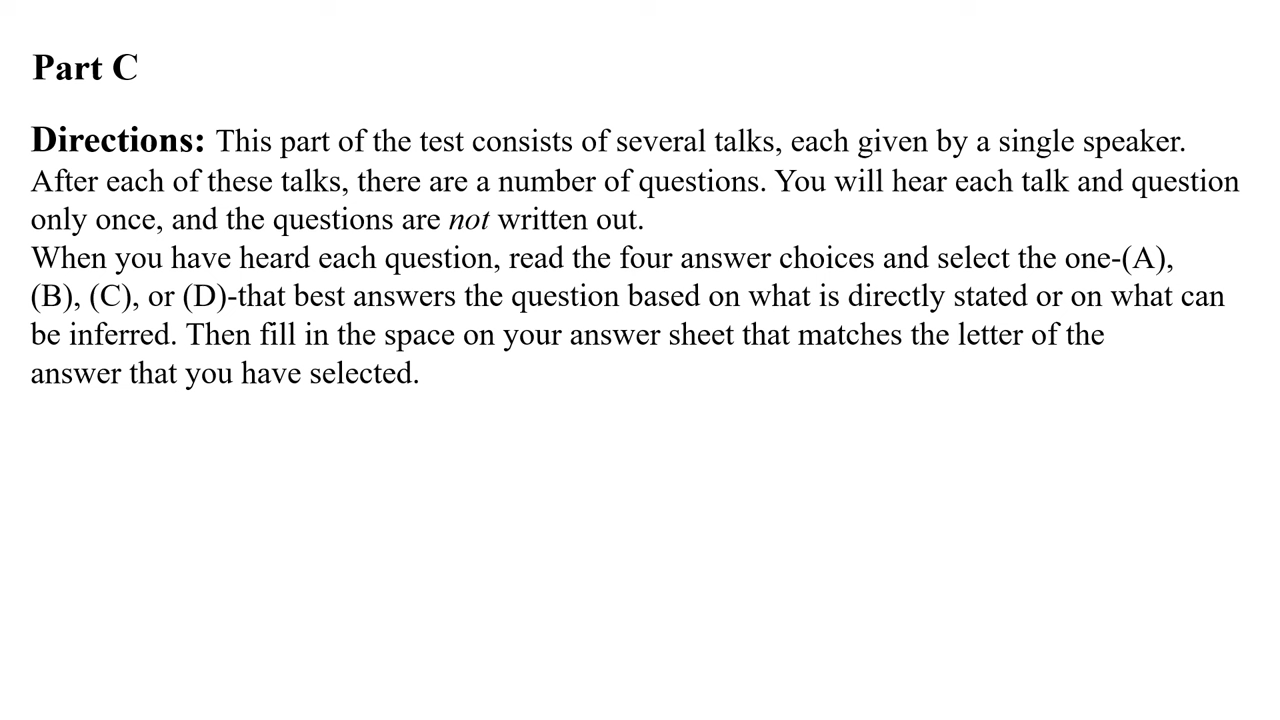 Part C
Directions: This part of the test consists of several talks, each given by a single speaker.
After each of these talks, there are a number of questions. You will hear each talk and question
only once, and the questions are not written out.
When you have heard each question, read the four answer choices and select the one-(A),
(B), (C), or (D)-that best answers the question based on what is directly stated or on what can
be inferred. Then fill in the space on your answer sheet that matches the letter of the
answer that you have selected.